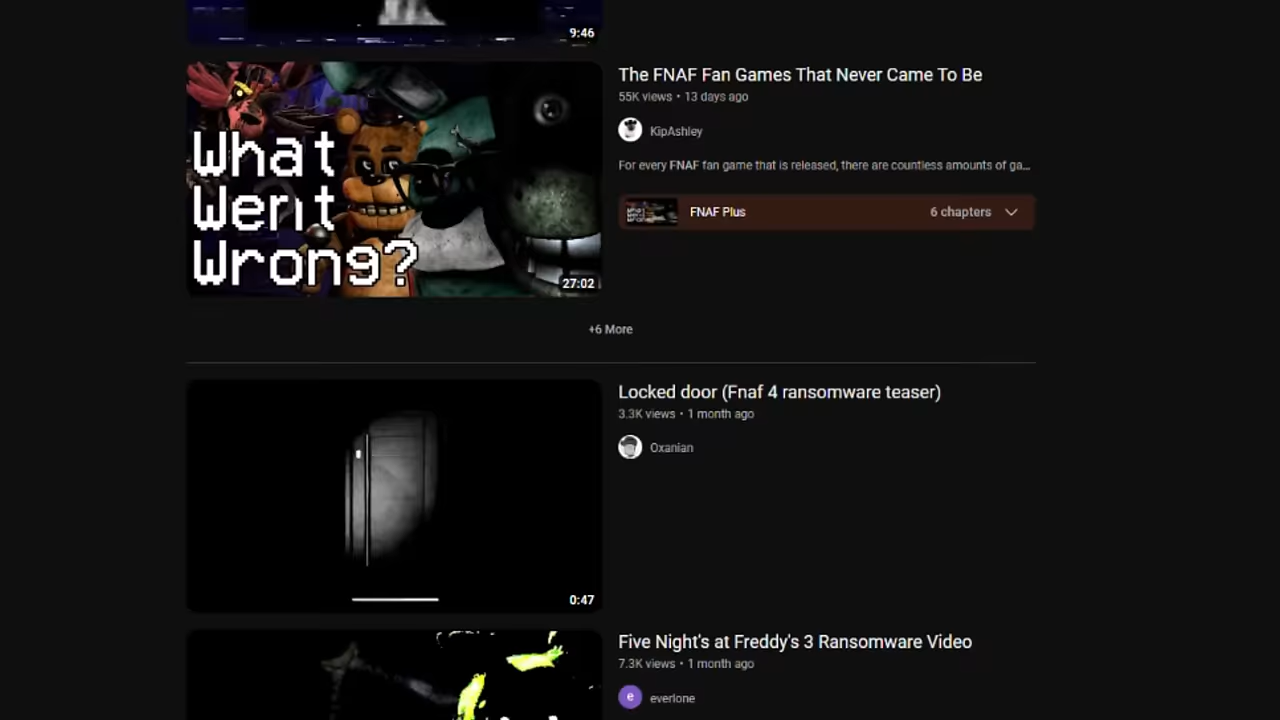 9:46
What
Went
Wrong?
27:02
The FNAF Fan Games That Never Came To Be
55K views • 13 days ago
KipAshley
For every FNAF fan game that is released, there are countless amounts of ga...
FNAF Plus
6 chapters
+6 More
0:47
Locked door (Fnaf 4 ransomware teaser)
3.3K views • 1 month ago
Oxanian
Five Night's at Freddy's 3 Ransomware Video
7.3K views • 1 month ago
e
everlone